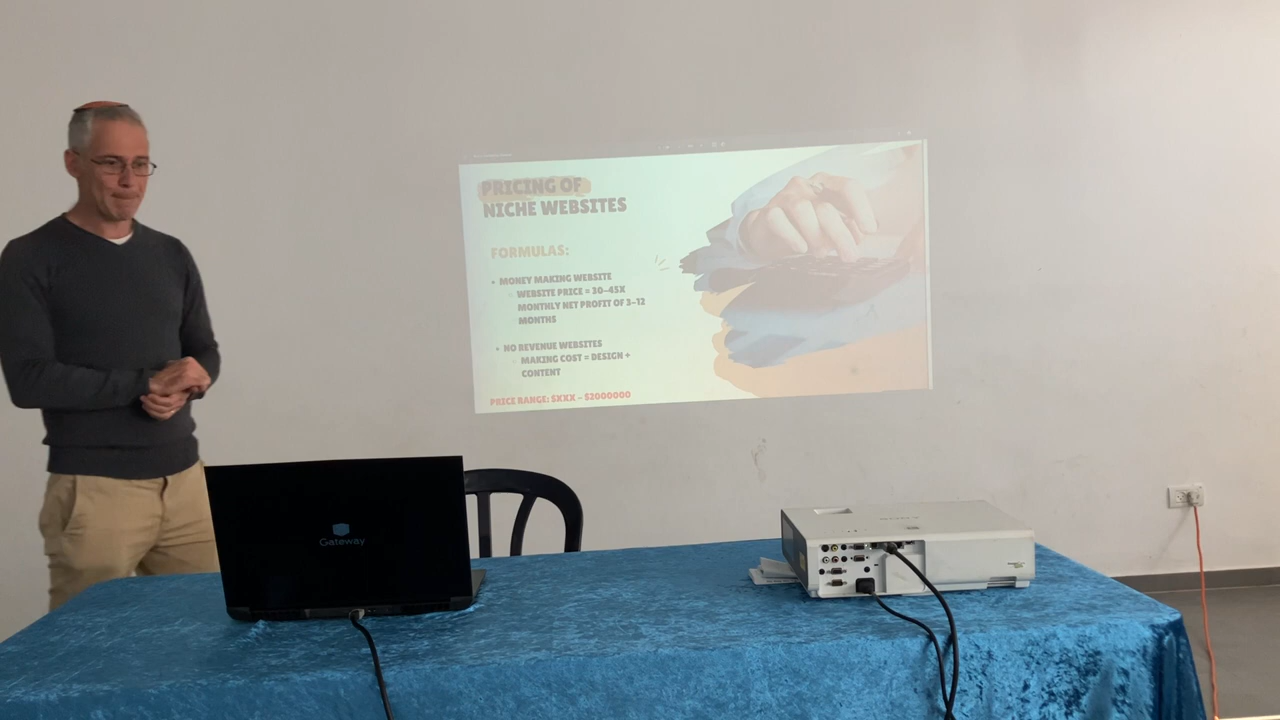 PRICING OF
NICHE WEBSITES
FORMULAS:
• MONEY MAKING WEBSITE
WEBSITE PRICE = 30-45X
MONTHLY NET PROFIT OF 3-12
MONTHS
• NO REVENUE WEBSITES
MAKING COST = DESIGN +
CONTENT
PRICE RANGE: $XXX - $2000000
Gateway